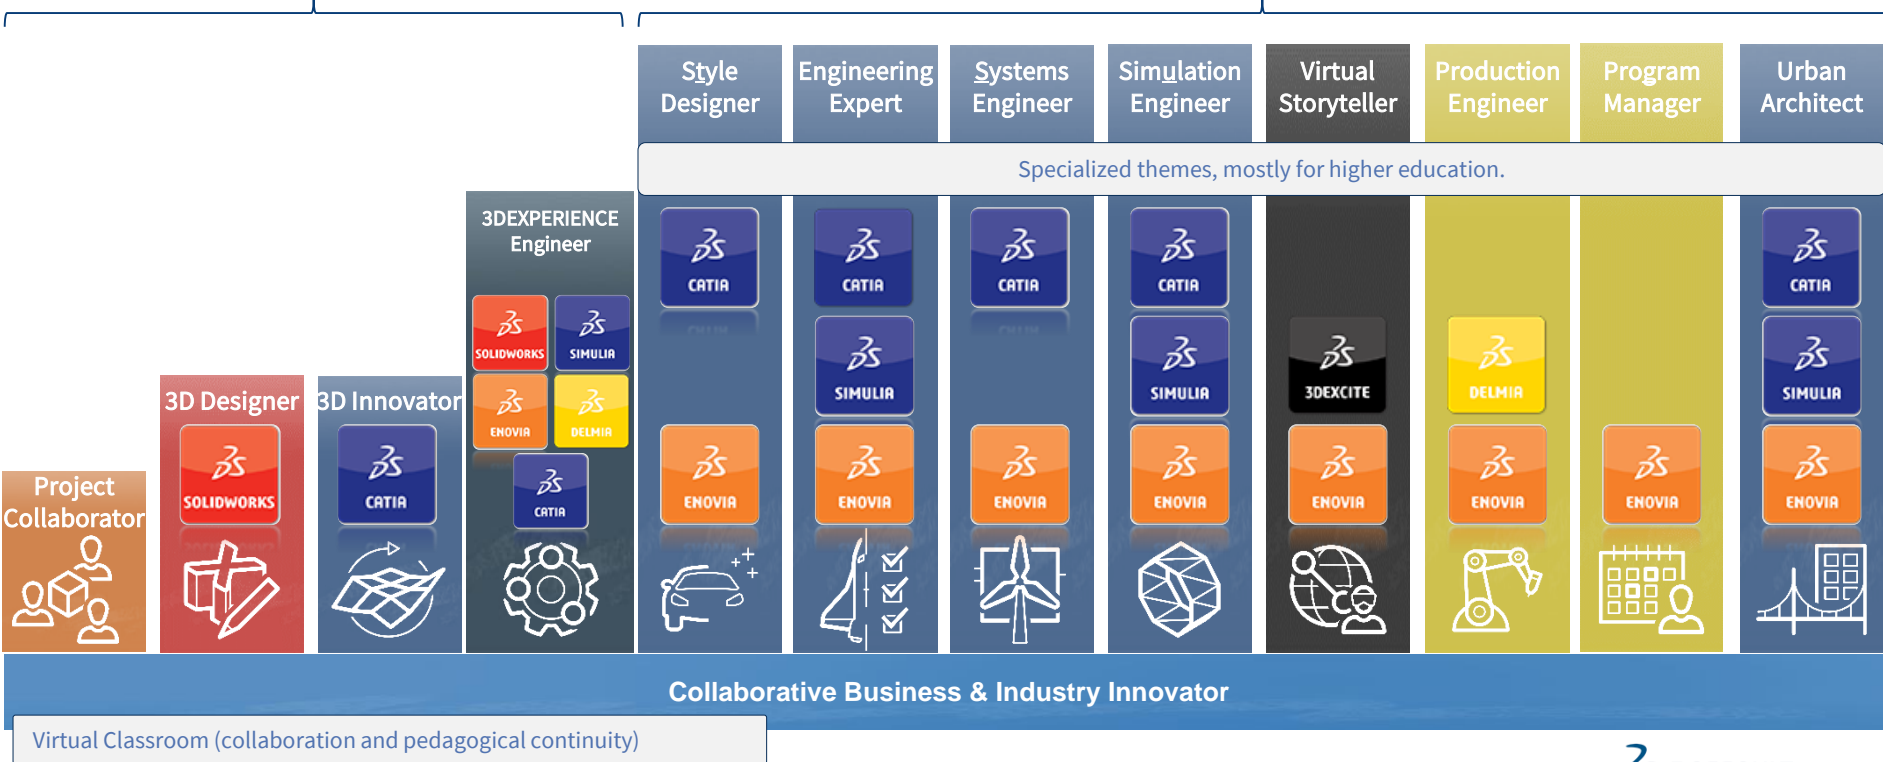 Style
Designer
Engineering
Expert
Systems
Engineer
Simulation
Engineer
Virtual
Storyteller
Production
Engineer
Program
Manager
Urban
Architect
Specialized themes, mostly for higher education.
3DEXPERIENCE
Engineer
CATIA
CATIA
CATIA
CATIA
CATIA
SOLIDWORKS
SIMULIA
SIMULIA
SIMULIA
3DEXCITE
DELMIA
SIMULIA
3D Designer
3D Innovator
ENOVIA
DELMIA
SOLIDWORKS
CATIA
CATIA
ENOVIA
ENOVIA
ENOVIA
ENOVIA
ENOVIA
ENOVIA
ENOVIA
ENOVIA
Project
Collaborator
Collaborative Business & Industry Innovator
Virtual Classroom (collaboration and pedagogical continuity)